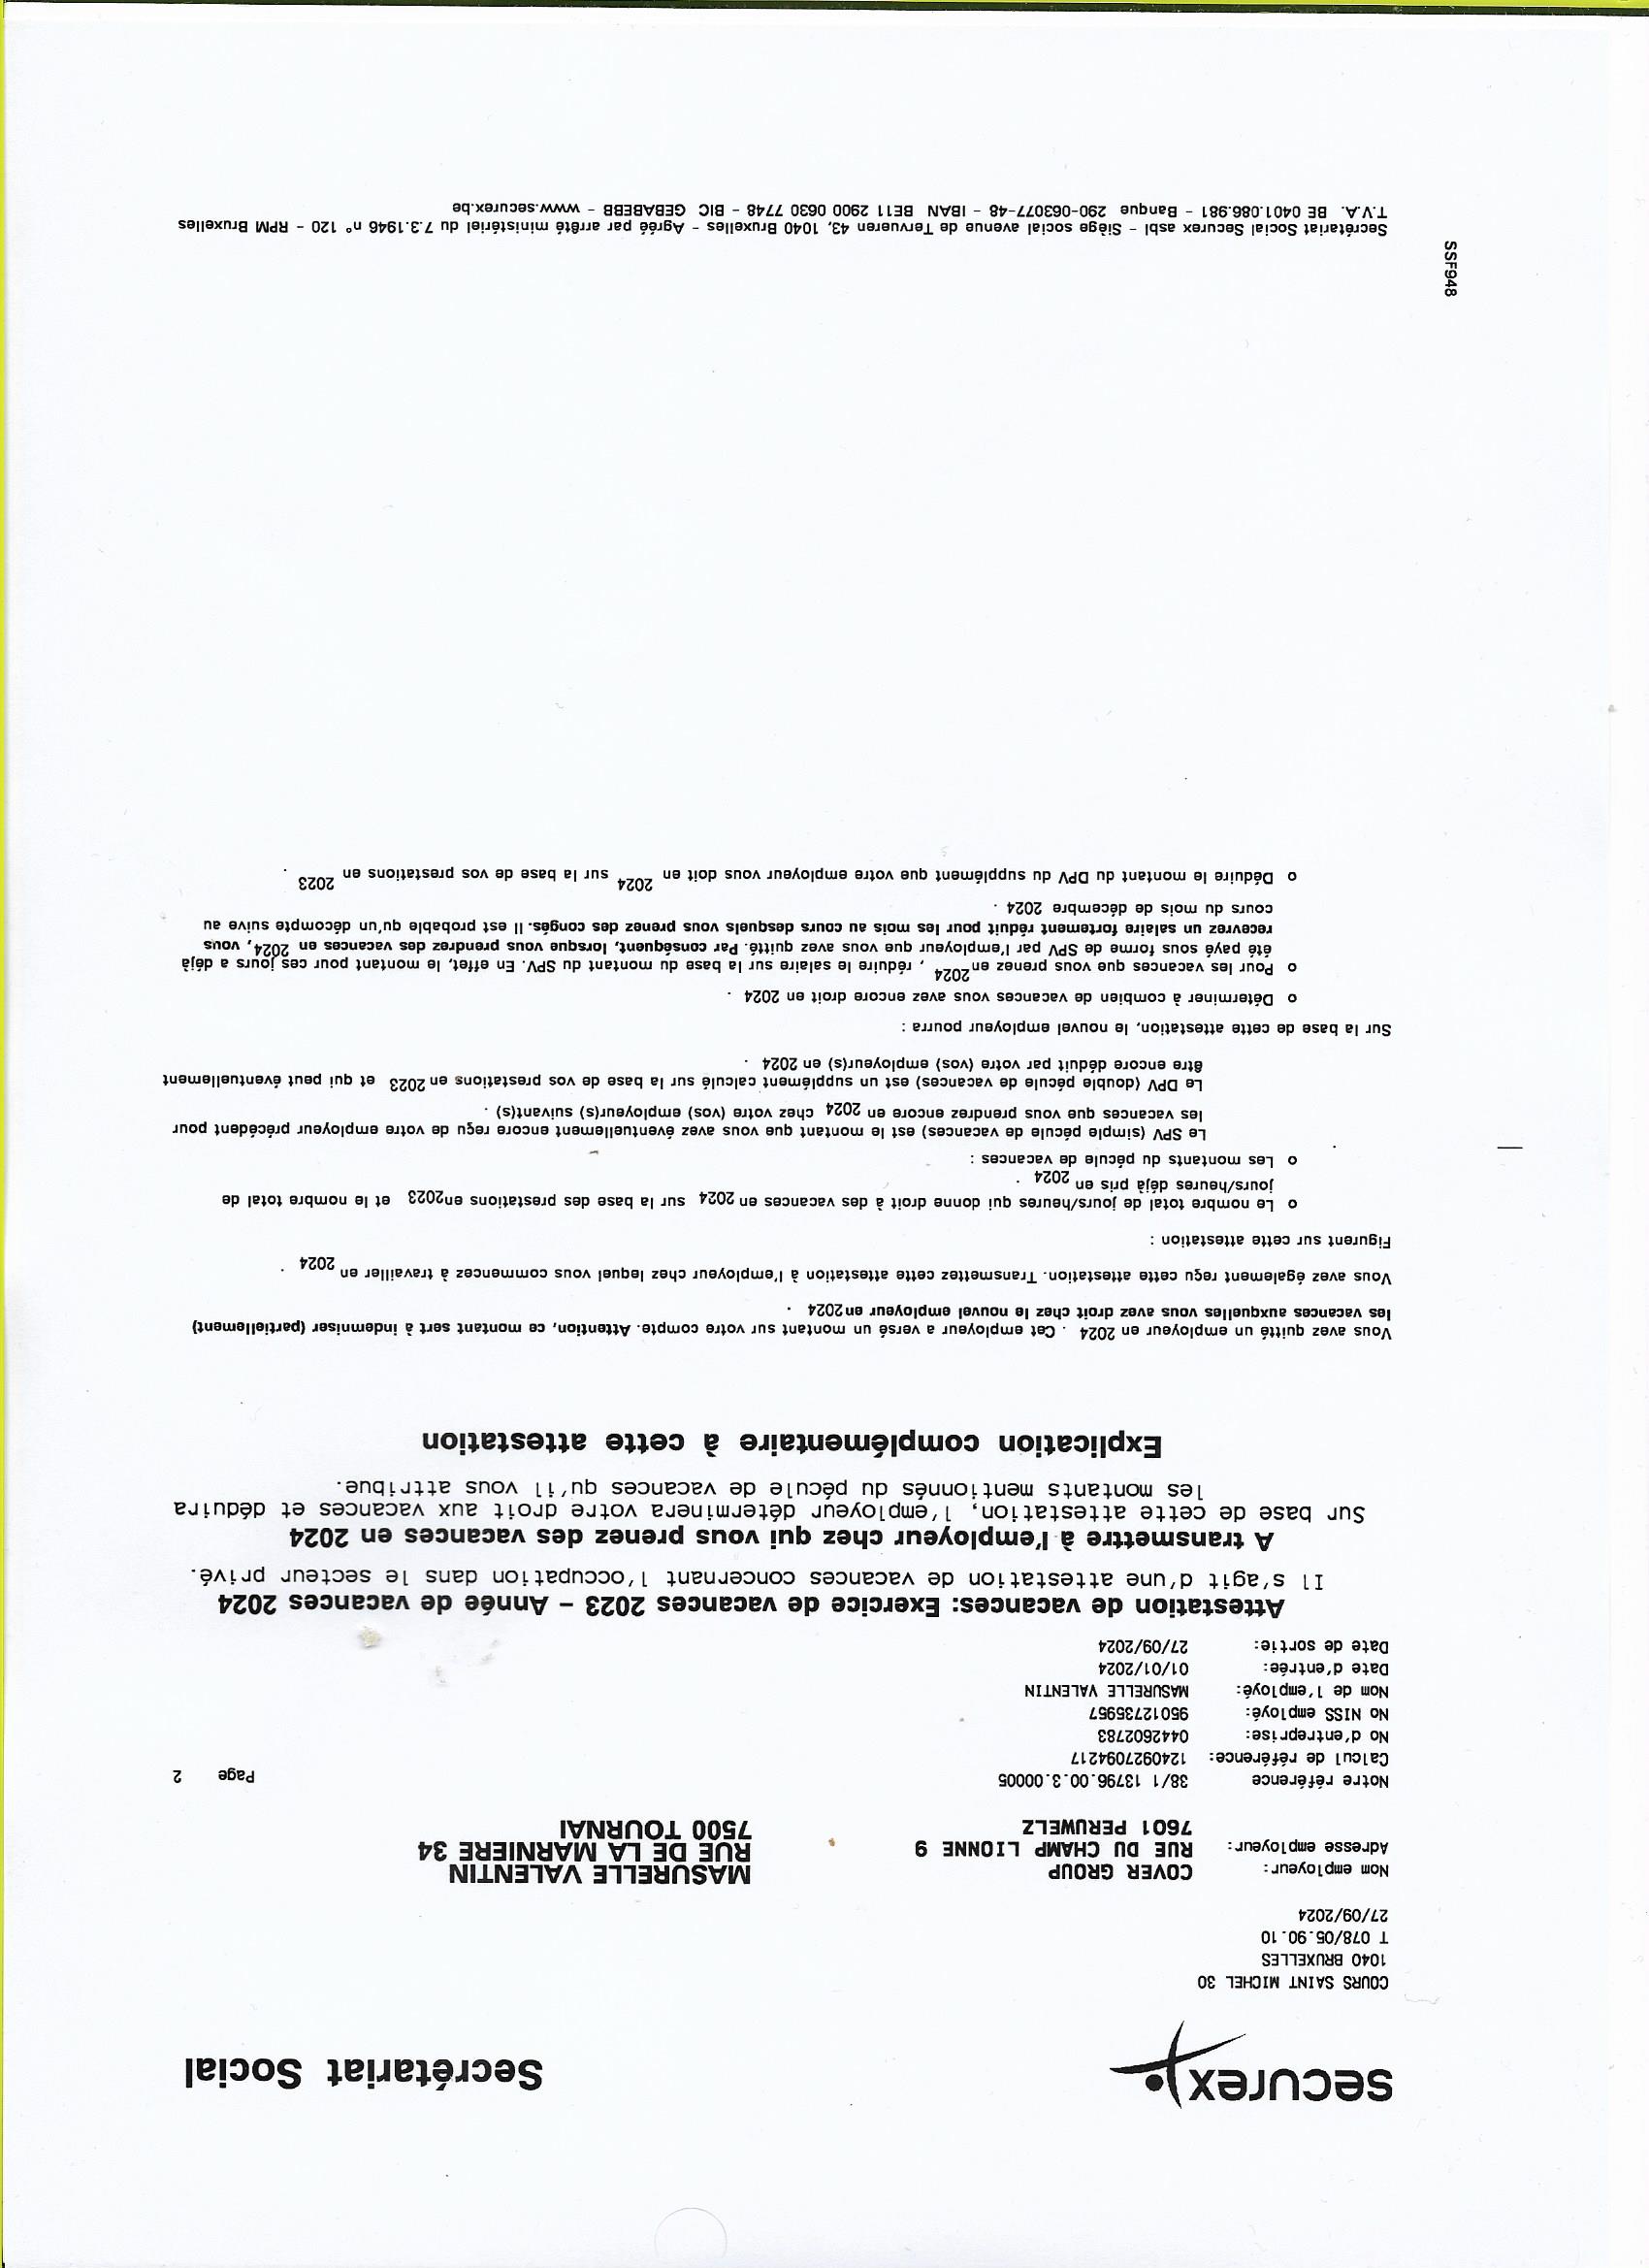 securex
Secrétariat Social
COURS SAINT MICHEL 30
1040 BRUXELLES
T 078/05.90.10
27/09/2024
Nom employeur: COVER GROUP
Adresse employeur: RUE DU CHAMP LIONNE 9
7601 PERUWELZ
MASURELLE VALENTIN
RUE DE LA MARNIERE 34
7500 TOURNAI
Notre référence 38/1 13796.00.3.00005
Page 2
Calcul de référence: 1240927094217
No d'entreprise: 0442602783
No NISS employé: 95012735957
Nom de l'employé: MASURELLE VALENTIN
Date d'entrée: 01/01/2024
Date de sortie: 27/09/2024
Attestation de vacances: Exercice de vacances 2023 – Année de vacances 2024
Il s'agit d'une attestation de vacances concernant l'occupation dans le secteur privé.
A transmettre à l'employeur chez qui vous prenez des vacances en 2024
Sur base de cette attestation, l'employeur déterminera votre droit aux vacances et déduira
les montants mentionnés du pécule de vacances qu'il vous attribue.
Explication complémentaire à cette attestation
Vous avez quitté un employeur en 2024 . Cet employeur a versé un montant sur votre compte. Attention, ce montant sert à indemniser (partiellement)
les vacances auxquelles vous avez droit chez le nouvel employeur en 2024 .
Vous avez également reçu cette attestation. Transmettez cette attestation à l'employeur chez lequel vous commencez à travailler en 2024 .
Figurent sur cette attestation :
o Le nombre total de jours/heures qui donne droit à des vacances en 2024 sur la base des prestations en 2023 et le nombre total de
jours/heures déjà pris en 2024 .
o Les montants du pécule de vacances :
Le SPV (simple pécule de vacances) est le montant que vous avez éventuellement encore reçu de votre employeur précédent pour
les vacances que vous prendrez encore en 2024 chez votre (vos) employeur(s) suivant(s) .
Le DPV (double pécule de vacances) est un supplément calculé sur la base de vos prestations en 2023 et qui peut éventuellement
être encore déduit par votre (vos) employeur(s) en 2024 .
Sur la base de cette attestation, le nouvel employeur pourra :
o Déterminer à combien de vacances vous avez encore droit en 2024 .
o Pour les vacances que vous prenez en 2024 , réduire le salaire sur la base du montant du SPV. En effet, le montant pour ces jours a déjà
été payé sous forme de SPV par l'employeur que vous avez quitté. Par conséquent, lorsque vous prendrez des vacances en 2024, vous
recevrez un salaire fortement réduit pour les mois au cours desquels vous prenez des congés. Il est probable qu'un décompte suive au
cours du mois de décembre 2024 .
o Déduire le montant du DPV du supplément que votre employeur vous doit en 2024 sur la base de vos prestations en 2023 .
SSF948
Secrétariat Social Securex asbl – Siège social avenue de Tervueren 43, 1040 Bruxelles – Agréé par arrêté ministériel du 7.3.1946 n° 120 – RPM Bruxelles
T.V.A. BE 0401.086.981 – Banque 290-063077-48 – IBAN BE11 2900 0630 7748 – BIC GEBABEBB – www.securex.be